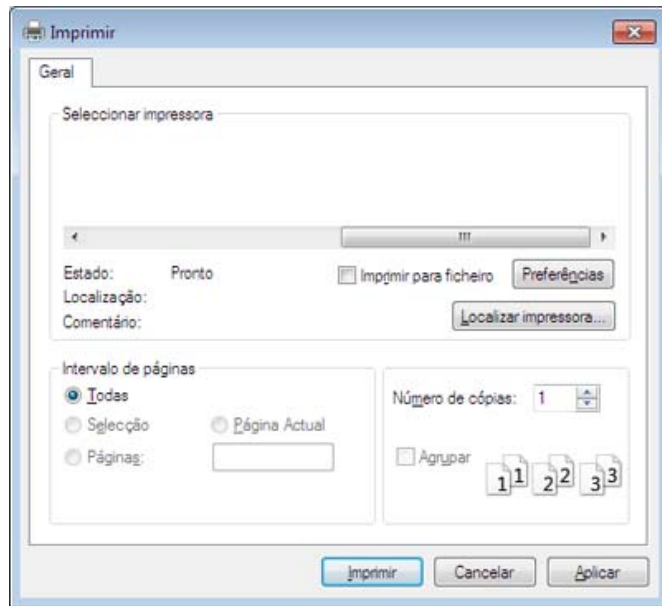 Imprimir
Geral
Seleccionar impressora
Estado: Pronto
Imprimir para ficheiro
Preferências
Localização:
Comentário:
Localizar impressora...
Intervalo de páginas
Todas
Selecção
Página Actual
Páginas:
Número de cópias: 1
Agrupar
1 1 2 2 3 3
Imprimir
Cancelar
Aplicar